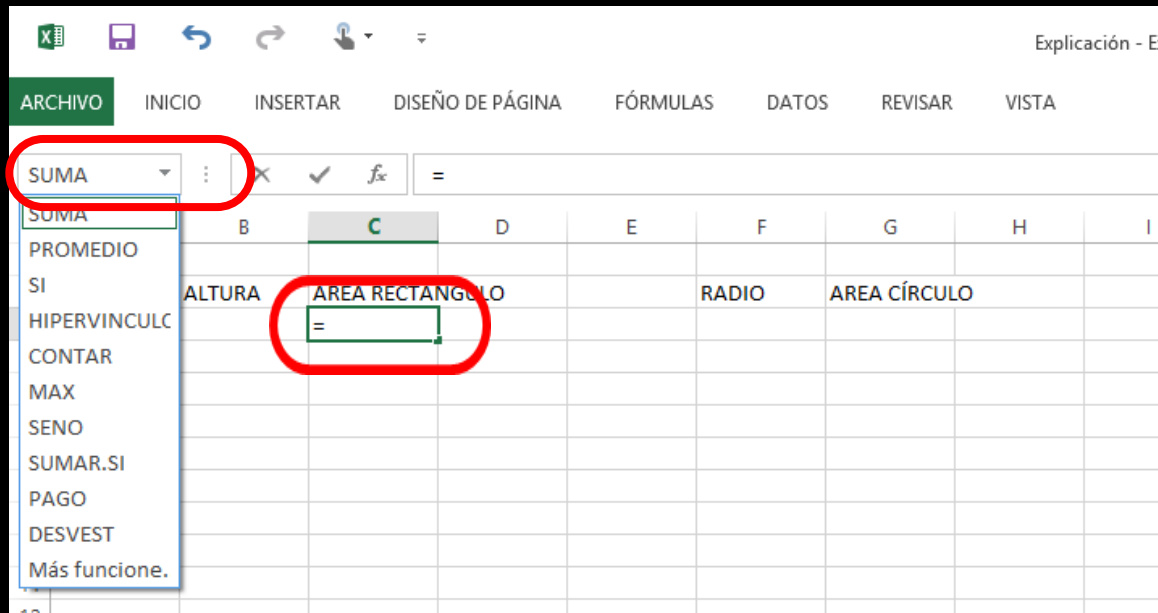 Explicación - E
ARCHIVO INICIO INSERTAR DISEÑO DE PÁGINA FÓRMULAS DATOS REVISAR VISTA
SUMA fx =
SUMA
PROMEDIO
SI
HIPERVINCULO
CONTAR
MAX
SENO
SUMAR.SI
PAGO
DESVEST
Más funcione.
B C D E F G H I
ALTURA AREA RECTANGULO RADIO AREA CÍRCULO
=